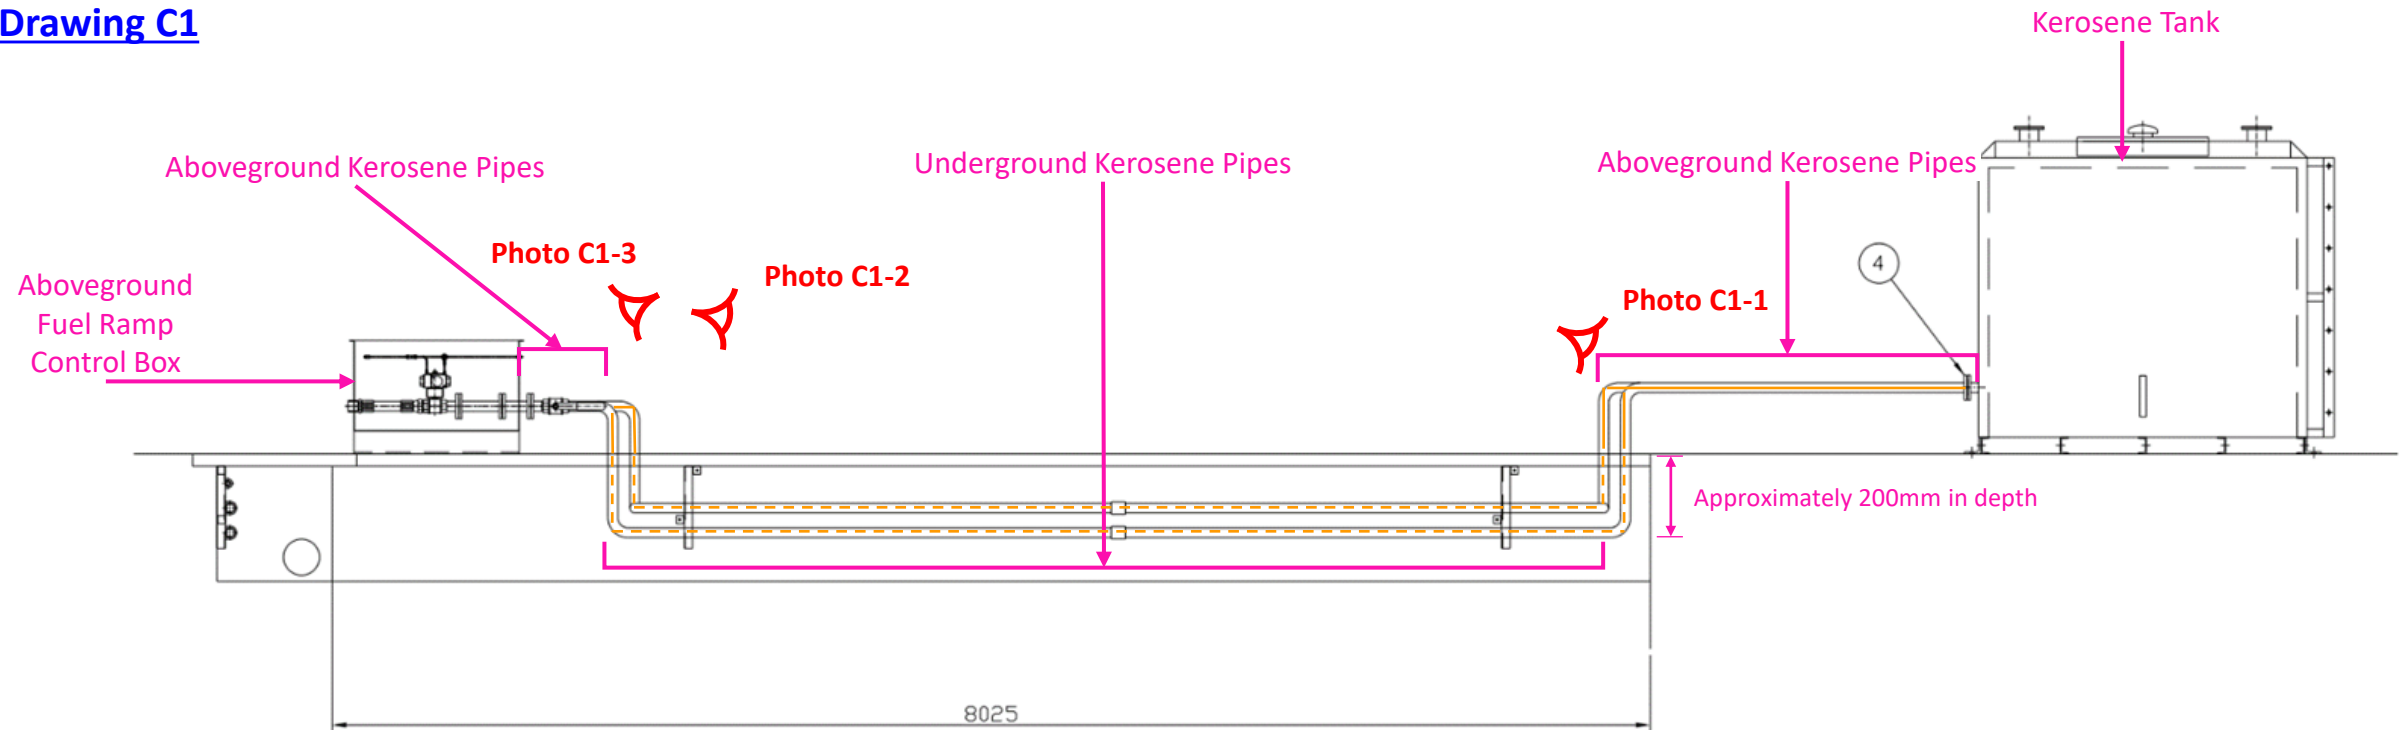 Drawing C1
Kerosene Tank
Aboveground Kerosene Pipes
Underground Kerosene Pipes
Aboveground Kerosene Pipes
Photo C1-3
Photo C1-2
Photo C1-1
4
Aboveground
Fuel Ramp
Control Box
Approximately 200mm in depth
8025